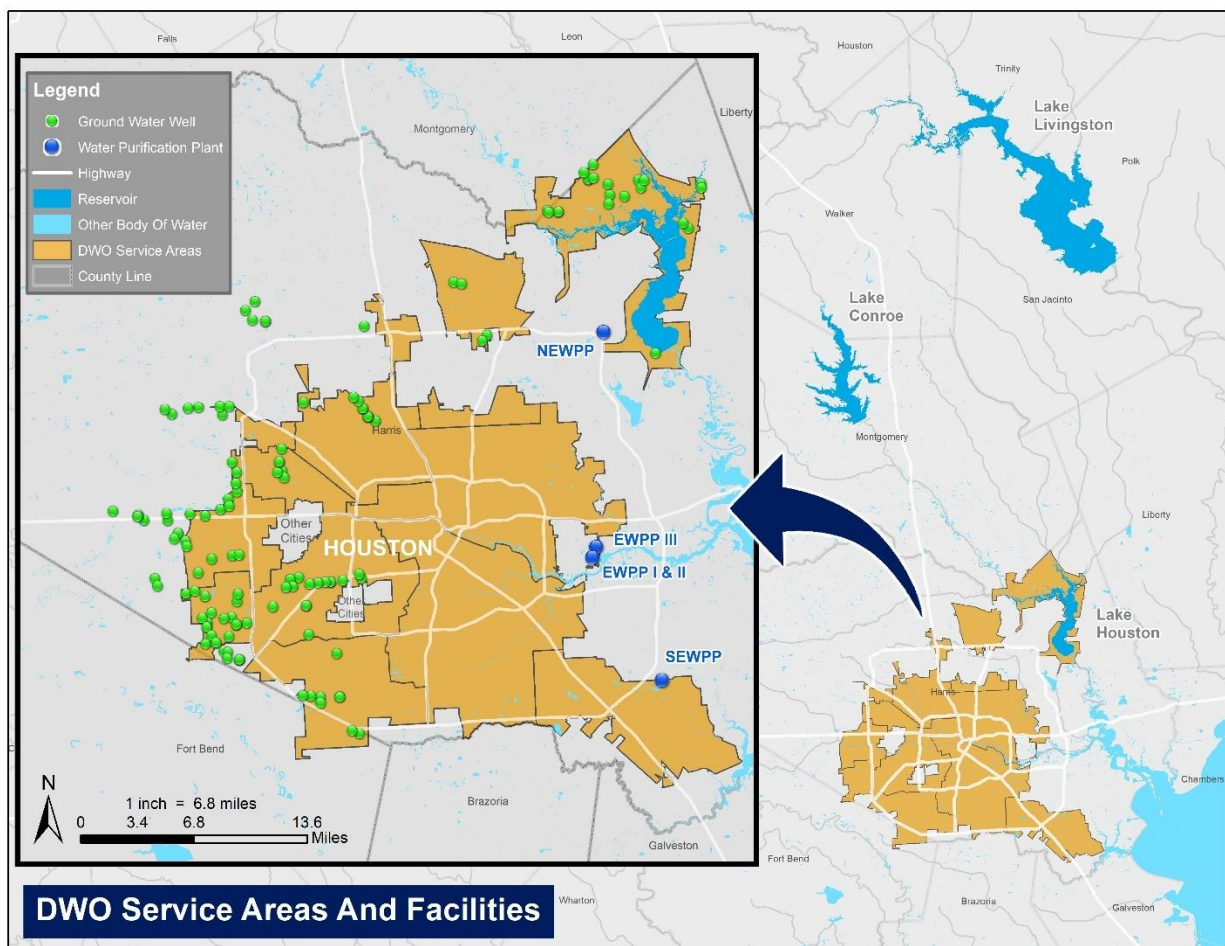 Falls
Leon
Houston
Trinity
Lake
Livingston
Polk
Walker
San Jacinto
Lake
Conroe
Montgomery
Liberty
Lake
Houston
Harris
Chambers
Fort Bend
Brazoria
Galveston
Wharton
Legend
Ground Water Well
Water Purification Plant
Highway
Reservoir
Other Body Of Water
DWO Service Areas
County Line
Montgomery
Liberty
NEWPP
Harris
Other
Cities
HOUSTON
EWPP III
EWPP I & II
Other
Cities
SEWPP
Fort Bend
Brazoria
Galveston
N
1 inch = 6.8 miles
0 3.4 6.8 13.6
Miles
DWO Service Areas And Facilities